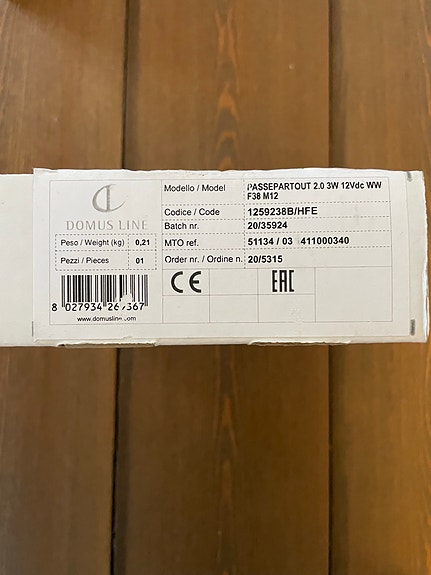 DOMUS LINE
Peso / Weight (kg) 0,21
Pezzi / Pieces 01
www.domusline.com
Modello / Model PASSEPARTOUT 2.0 3W 12Vdc WW
F38 M12
Codice / Code 1259238B/HFE
Batch nr. 20/35924
MTO ref. 51134 / 03 411000340
Order nr. / Ordine n. 20/5315
CE
EAC